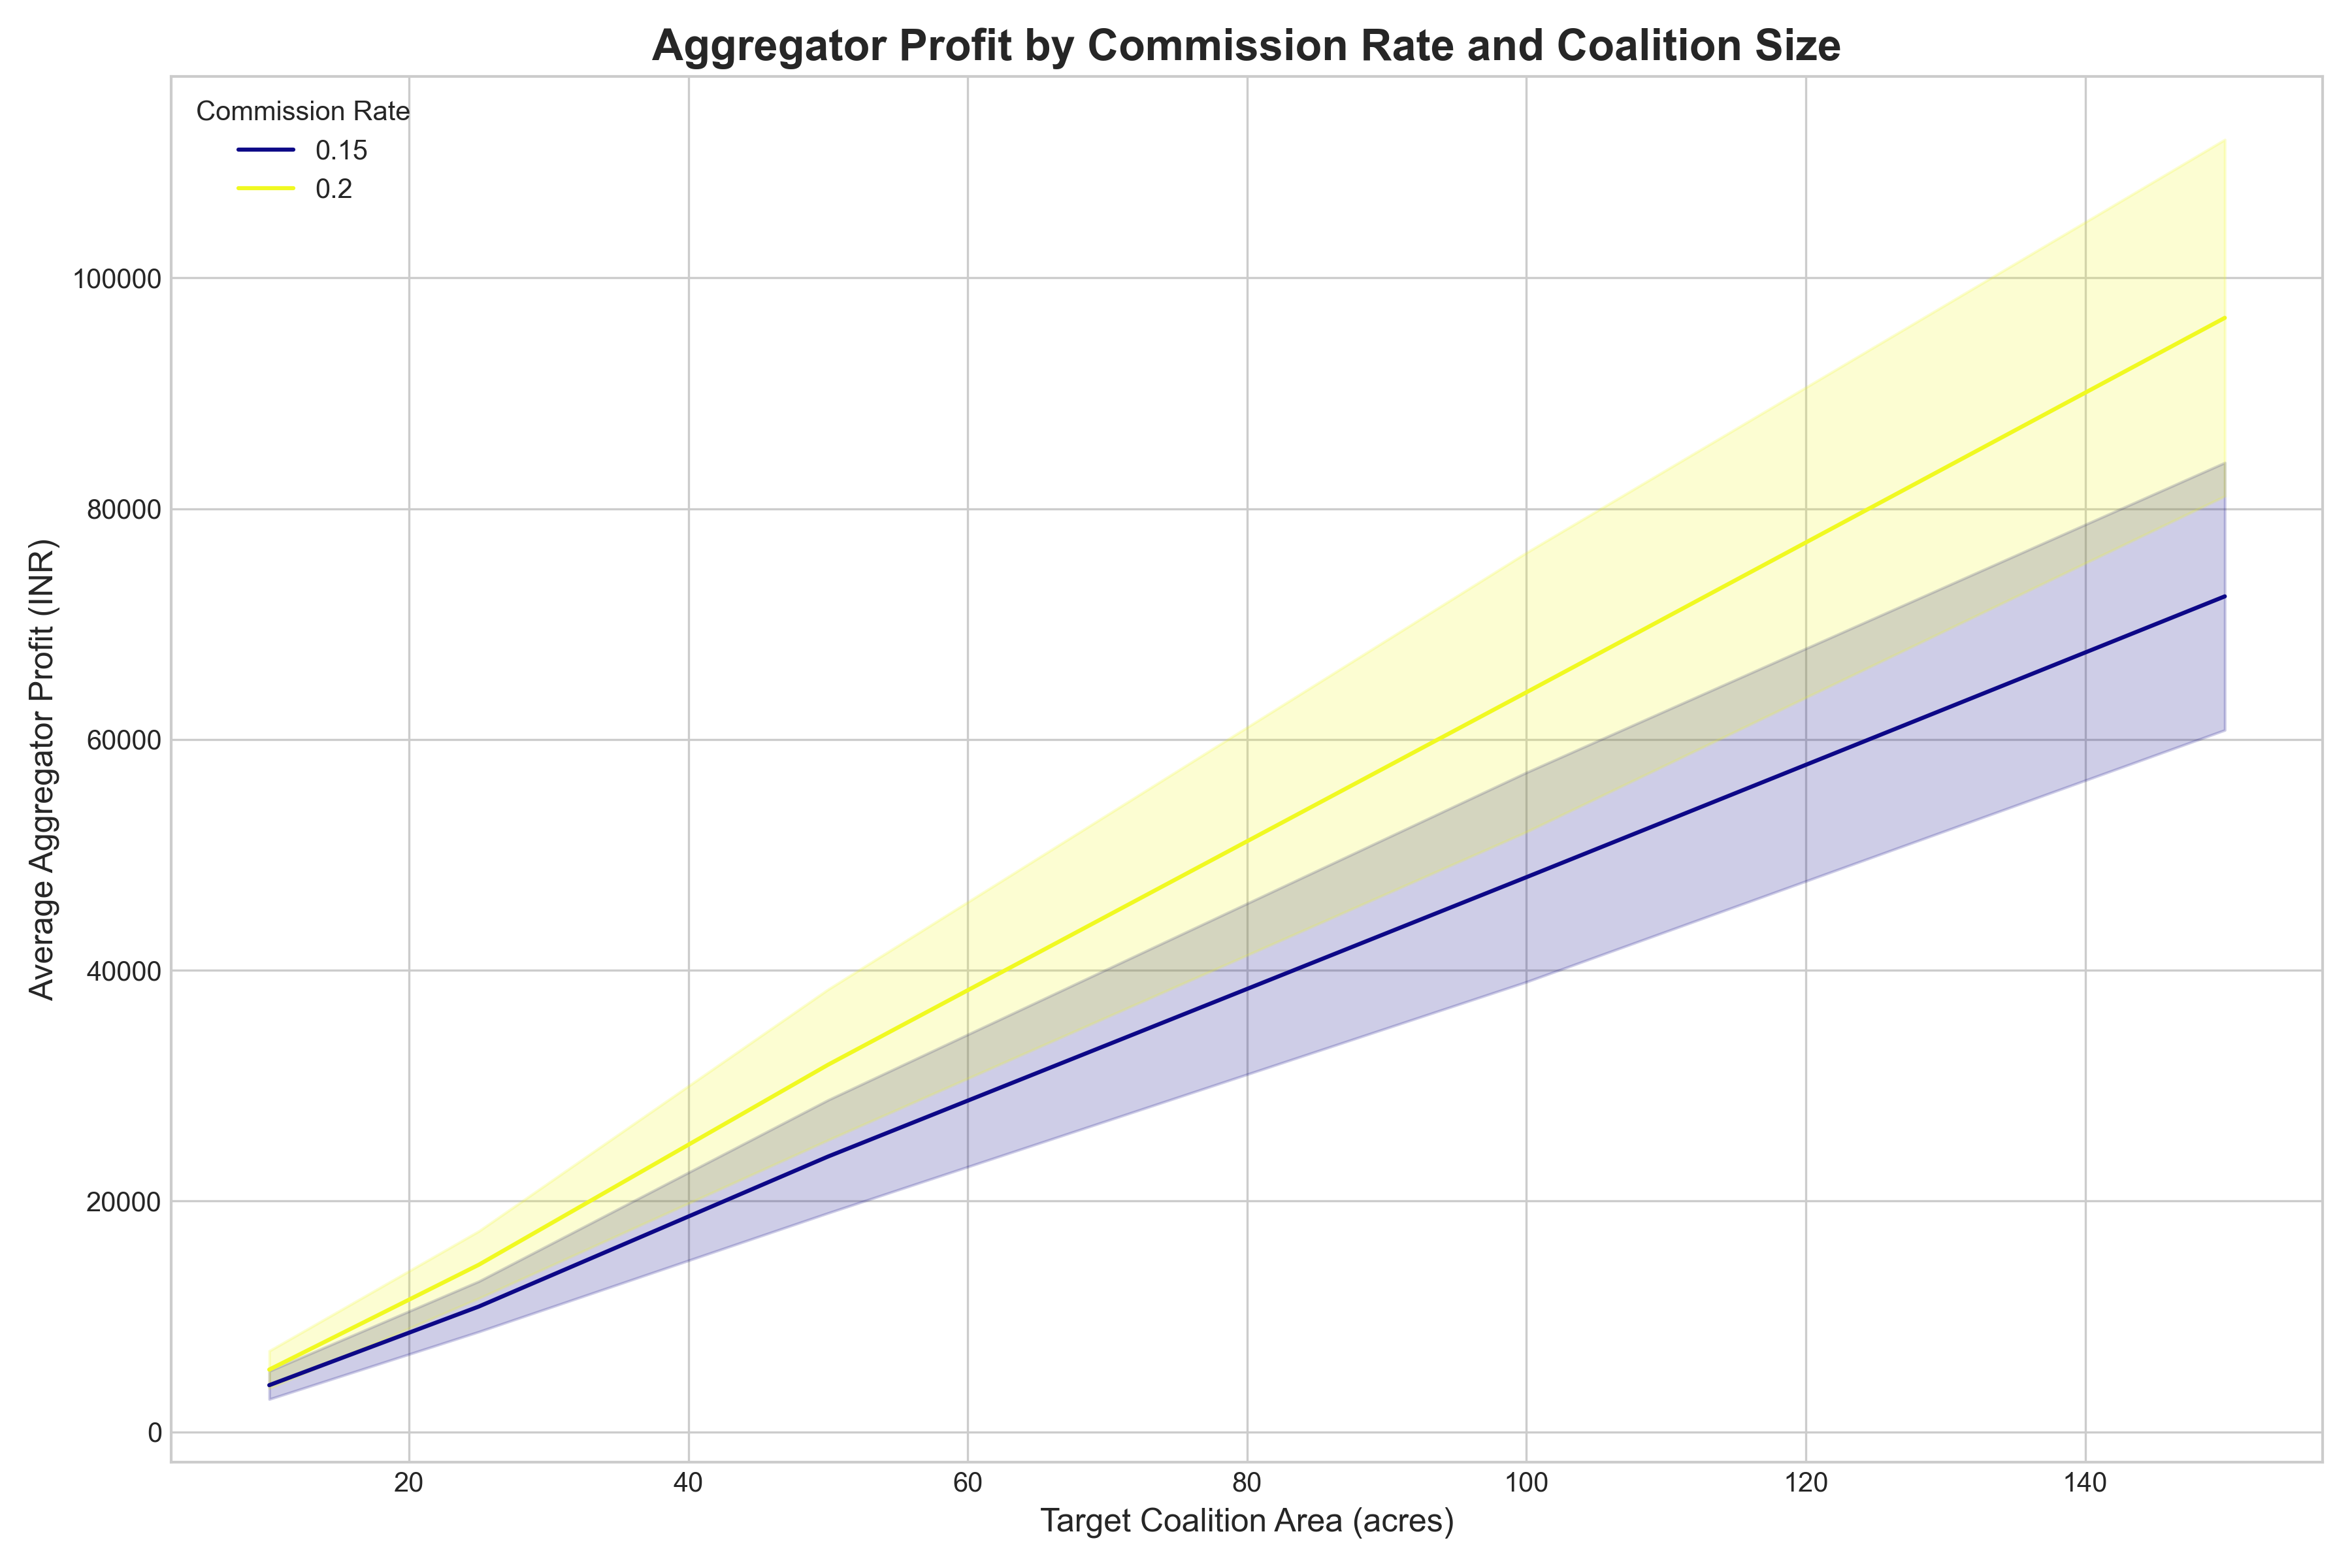 Aggregator Profit by Commission Rate and Coalition Size
Commission Rate
0.15
0.2
Average Aggregator Profit (INR)
100000
80000
60000
40000
20000
0
20 40 60 80 100 120 140
Target Coalition Area (acres)